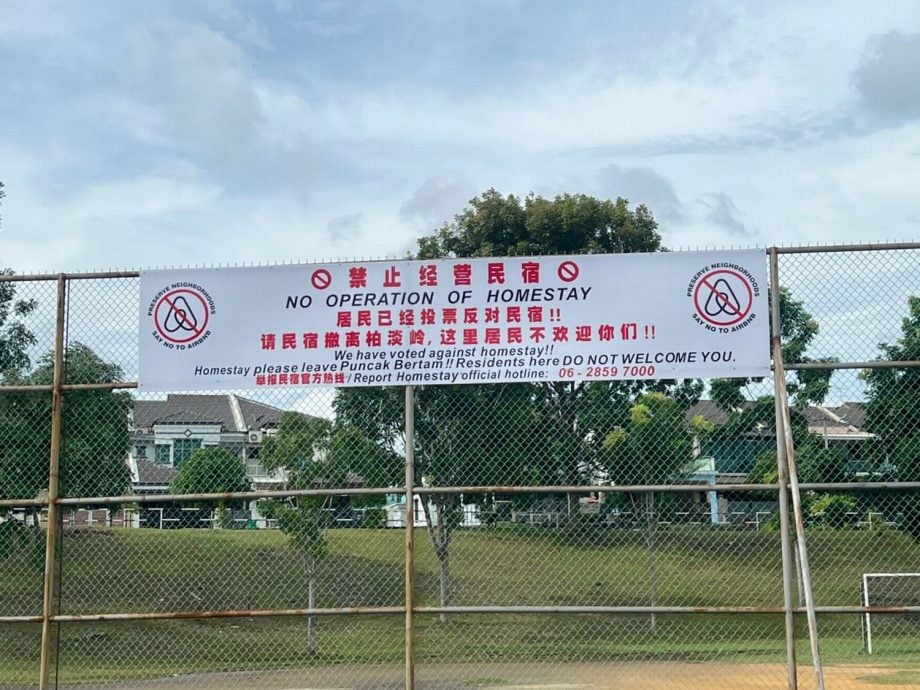 PRESERVE NEIGHBORHOODS
SAY NO TO AIRBNB
禁止经营民宿
NO OPERATION OF HOMESTAY
居民已经投票反对民宿!!
请民宿撤离柏淡岭,这里居民不欢迎你们!!
We have voted against homestay!!
Homestay please leave Puncak Bertam!! Residents here DO NOT WELCOME YOU.
举报民宿官方热线/Report Homestay official hotline: 06-2859 7000
PRESERVE NEIGHBORHOODS
SAY NO TO AIRBNB